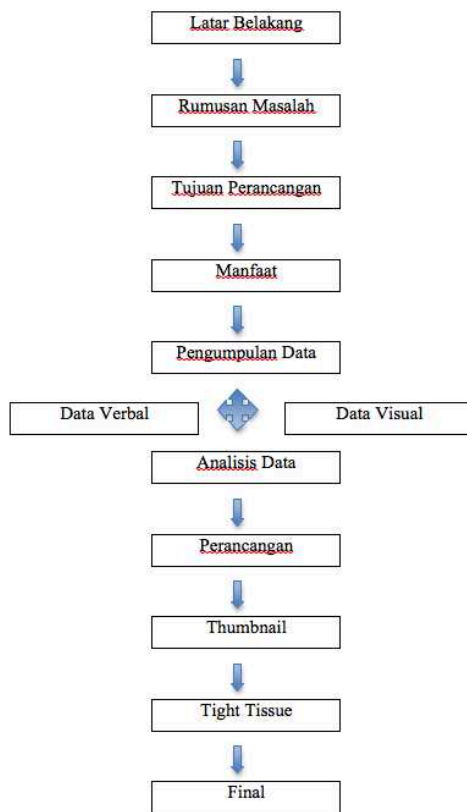 Latar Belakang
Rumusan Masalah
Tujuan Perancangan
Manfaat
Pengumpulan Data
Data Verbal
Data Visual
Analisis Data
Perancangan
Thumbnail
Tight Tissue
Final